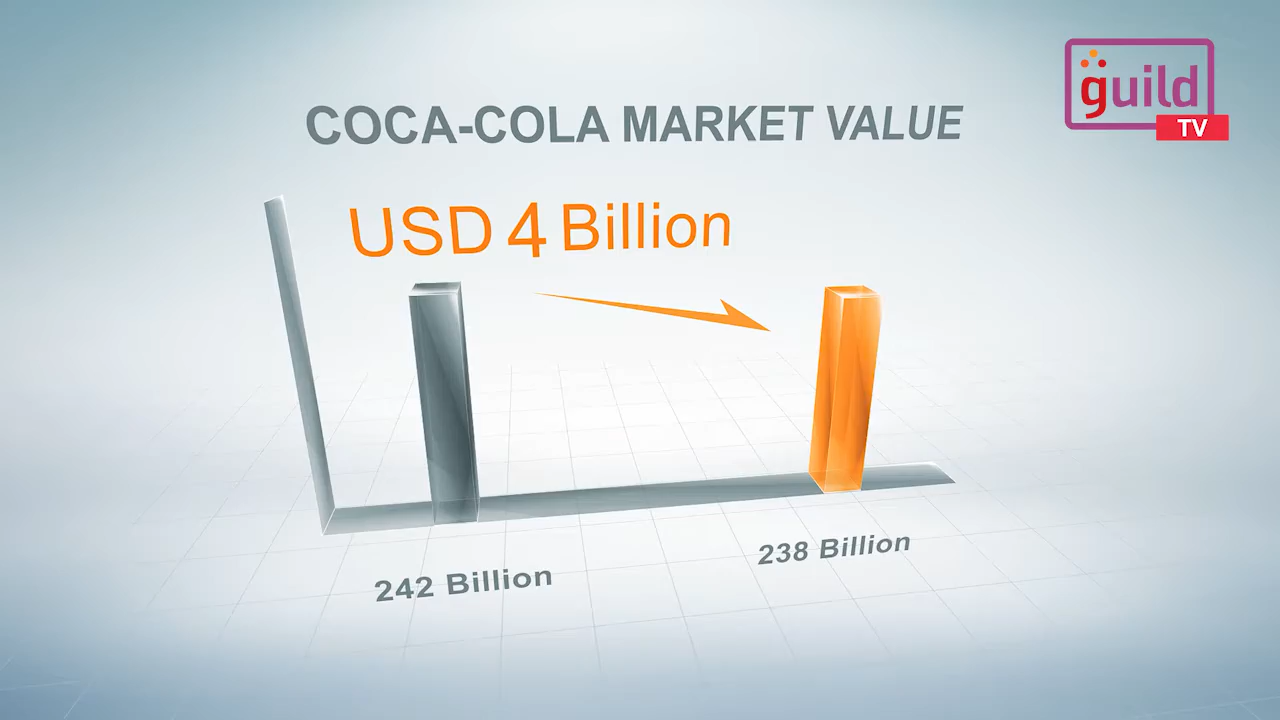 guild
TV
COCA-COLA MARKET VALUE
USD 4 Billion
242 Billion
238 Billion